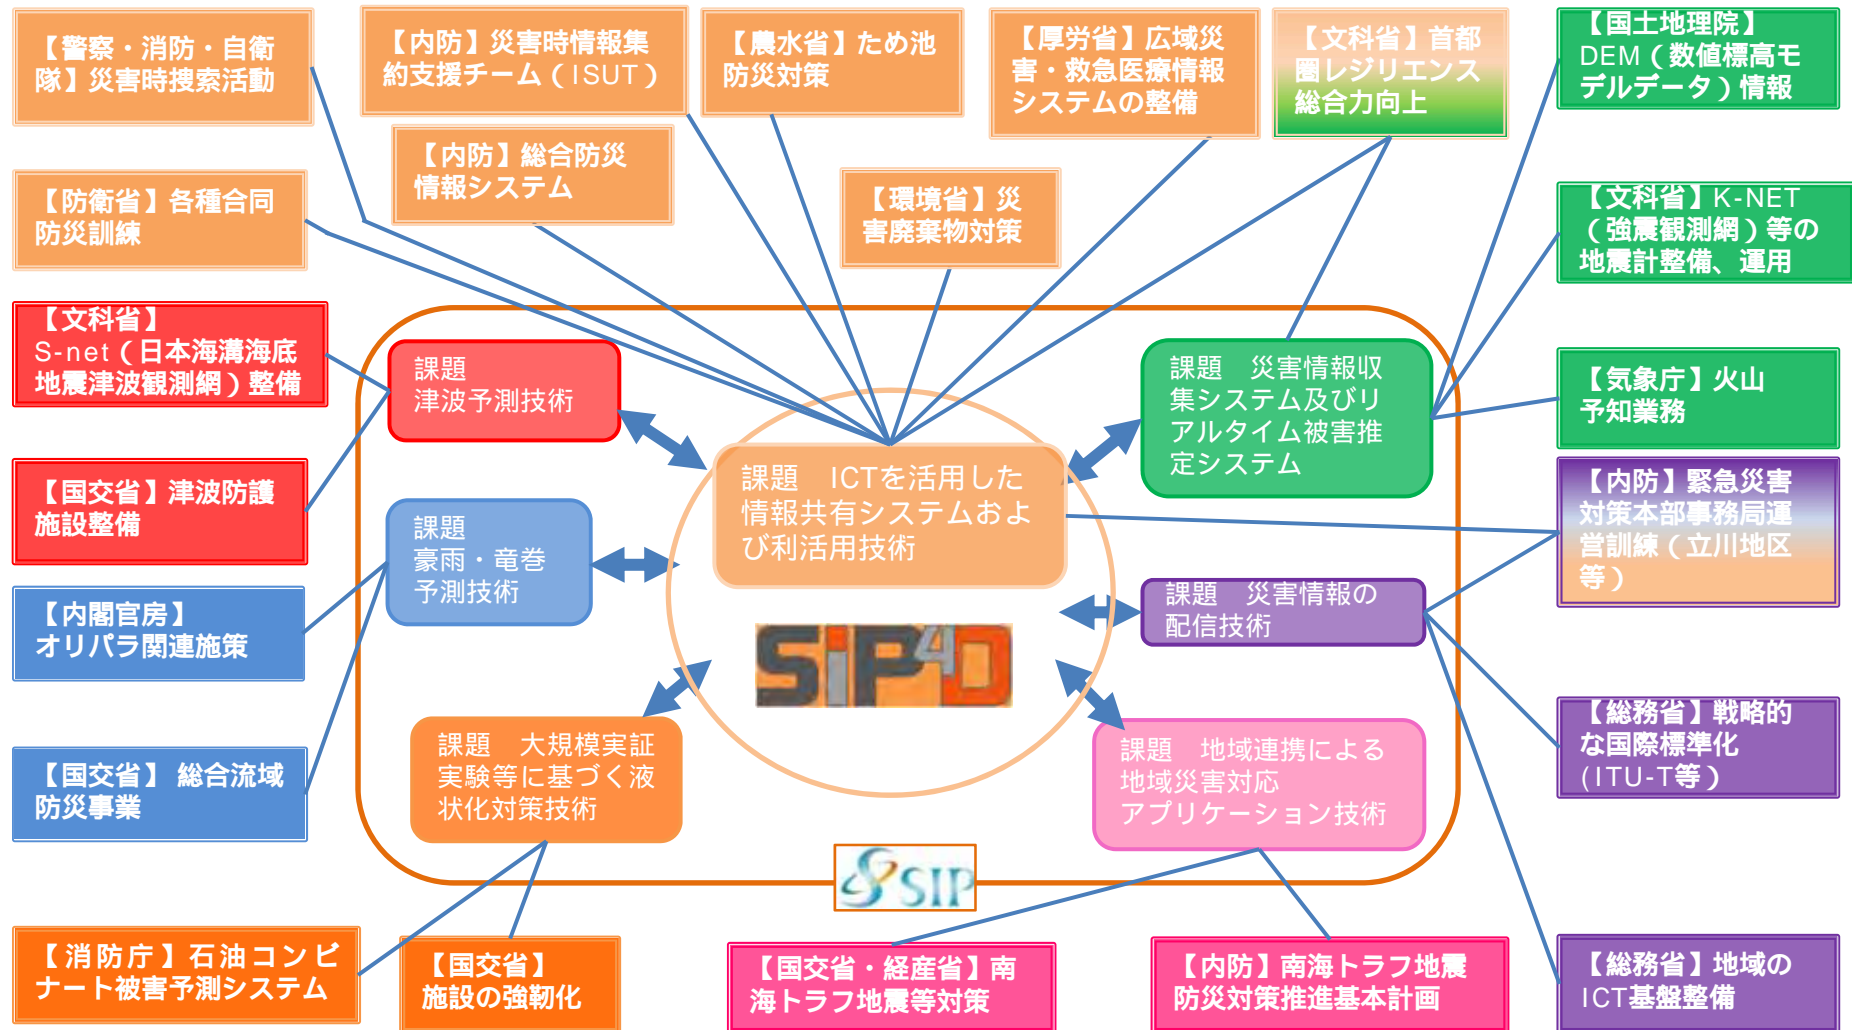 【警察・消防・自衛
隊】災害時捜索活動
【内防】災害時情報集
約支援チーム（ISUT）
【農水省】ため池
防災対策
【厚労省】広域災
害・救急医療情報
システムの整備
【文科省】首都
圏レジリエンス
総合力向上
【国土地理院】
DEM（数値標高モ
デルデータ）情報
【内防】総合防災
情報システム
【防衛省】各種合同
防災訓練
【環境省】災
害廃棄物対策
【文科省】K-NET
（強震観測網）等の
地震計整備、運用
【文科省】
S-net（日本海溝海底
地震津波観測網）整備
課題
津波予測技術
課題　災害情報収
集システム及びリ
アルタイム被害推
定システム
【気象庁】火山
予知業務
【国交省】津波防護
施設整備
課題　ICTを活用した
情報共有システムおよ
び利活用技術
【内防】緊急災害
対策本部事務局運
営訓練（立川地区
等）
課題
豪雨・竜巻
予測技術
【内閣官房】
オリパラ関連施策
課題　災害情報の
配信技術
SiP4D
【国交省】総合流域
防災事業
課題　大規模実証
実験等に基づく液
状化対策技術
課題　地域連携による
地域災害対応
アプリケーション技術
【総務省】戦略的
な国際標準化
(ITU-T等）
SIP
【消防庁】石油コンビ
ナート被害予測システム
【国交省】
施設の強靭化
【国交省・経産省】南
海トラフ地震等対策
【内防】南海トラフ地震
防災対策推進基本計画
【総務省】地域の
ICT基盤整備